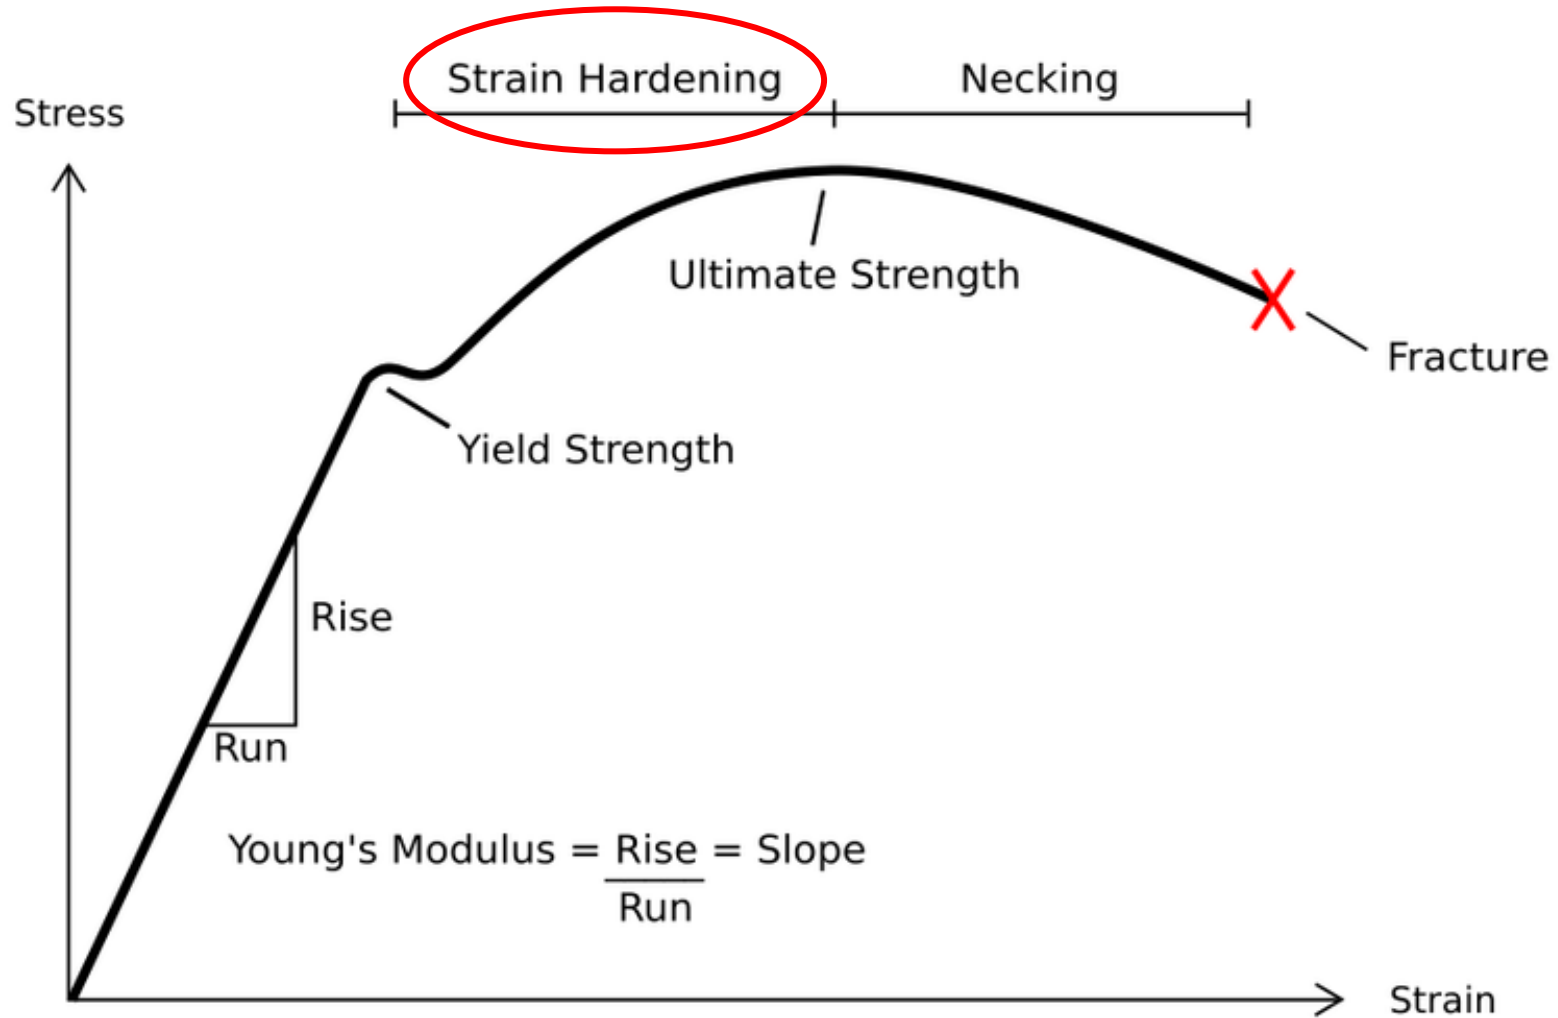 Strain Hardening
Necking
Stress
Ultimate Strength
Fracture
Yield Strength
Rise
Run
Young's Modulus = Rise = Slope
Run
Strain